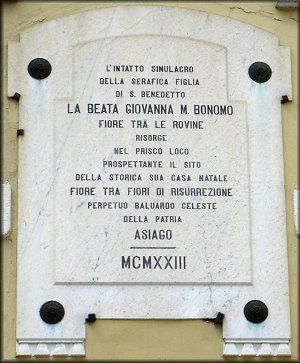 L'INTATTO SIMULACRO
DELLA SERAFICA FIGLIA
DI S. BENEDETTO
LA BEATA GIOVANNA M. BONOMO
FIORE TRA LE ROVINE
RISORGE
NEL PRISCO LOCO
PROSPETTANTE IL SITO
DELLA STORICA SUA CASA NATALE
FIORE TRA FIORI DI RISURREZIONE
PERPETUO BALUARDO CELESTE
DELLA PATRIA
ASIAGO
MCMXXIII